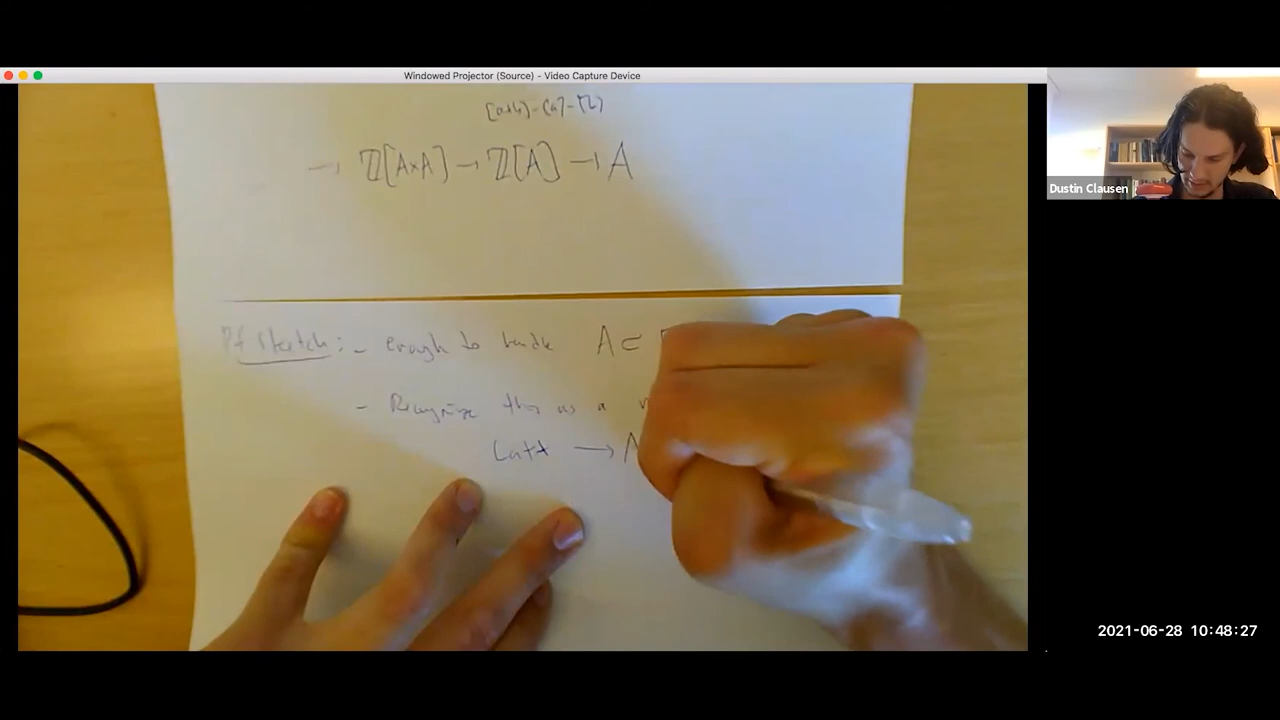 Windowed Projector (Source) - Video Capture Device
[a+b]-[a]-[b]
→ ℤ[A×A] → ℤ[A] → A
Pf sketch: - enough to handle A ⊂
- Recognize this as a
→ A
Dustin Clausen
2021-06-28 10:48:27